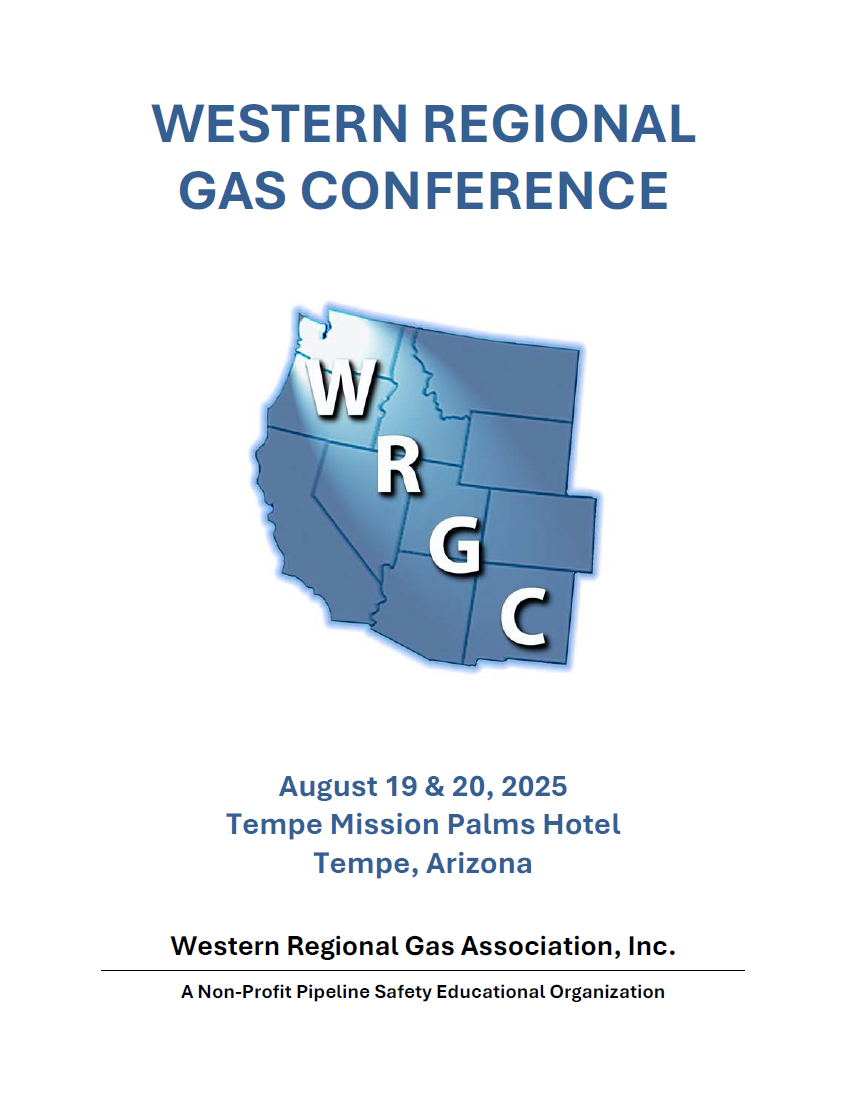 WESTERN REGIONAL
GAS CONFERENCE
W
R
G
C
August 19 & 20, 2025
Tempe Mission Palms Hotel
Tempe, Arizona
Western Regional Gas Association, Inc.
A Non-Profit Pipeline Safety Educational Organization